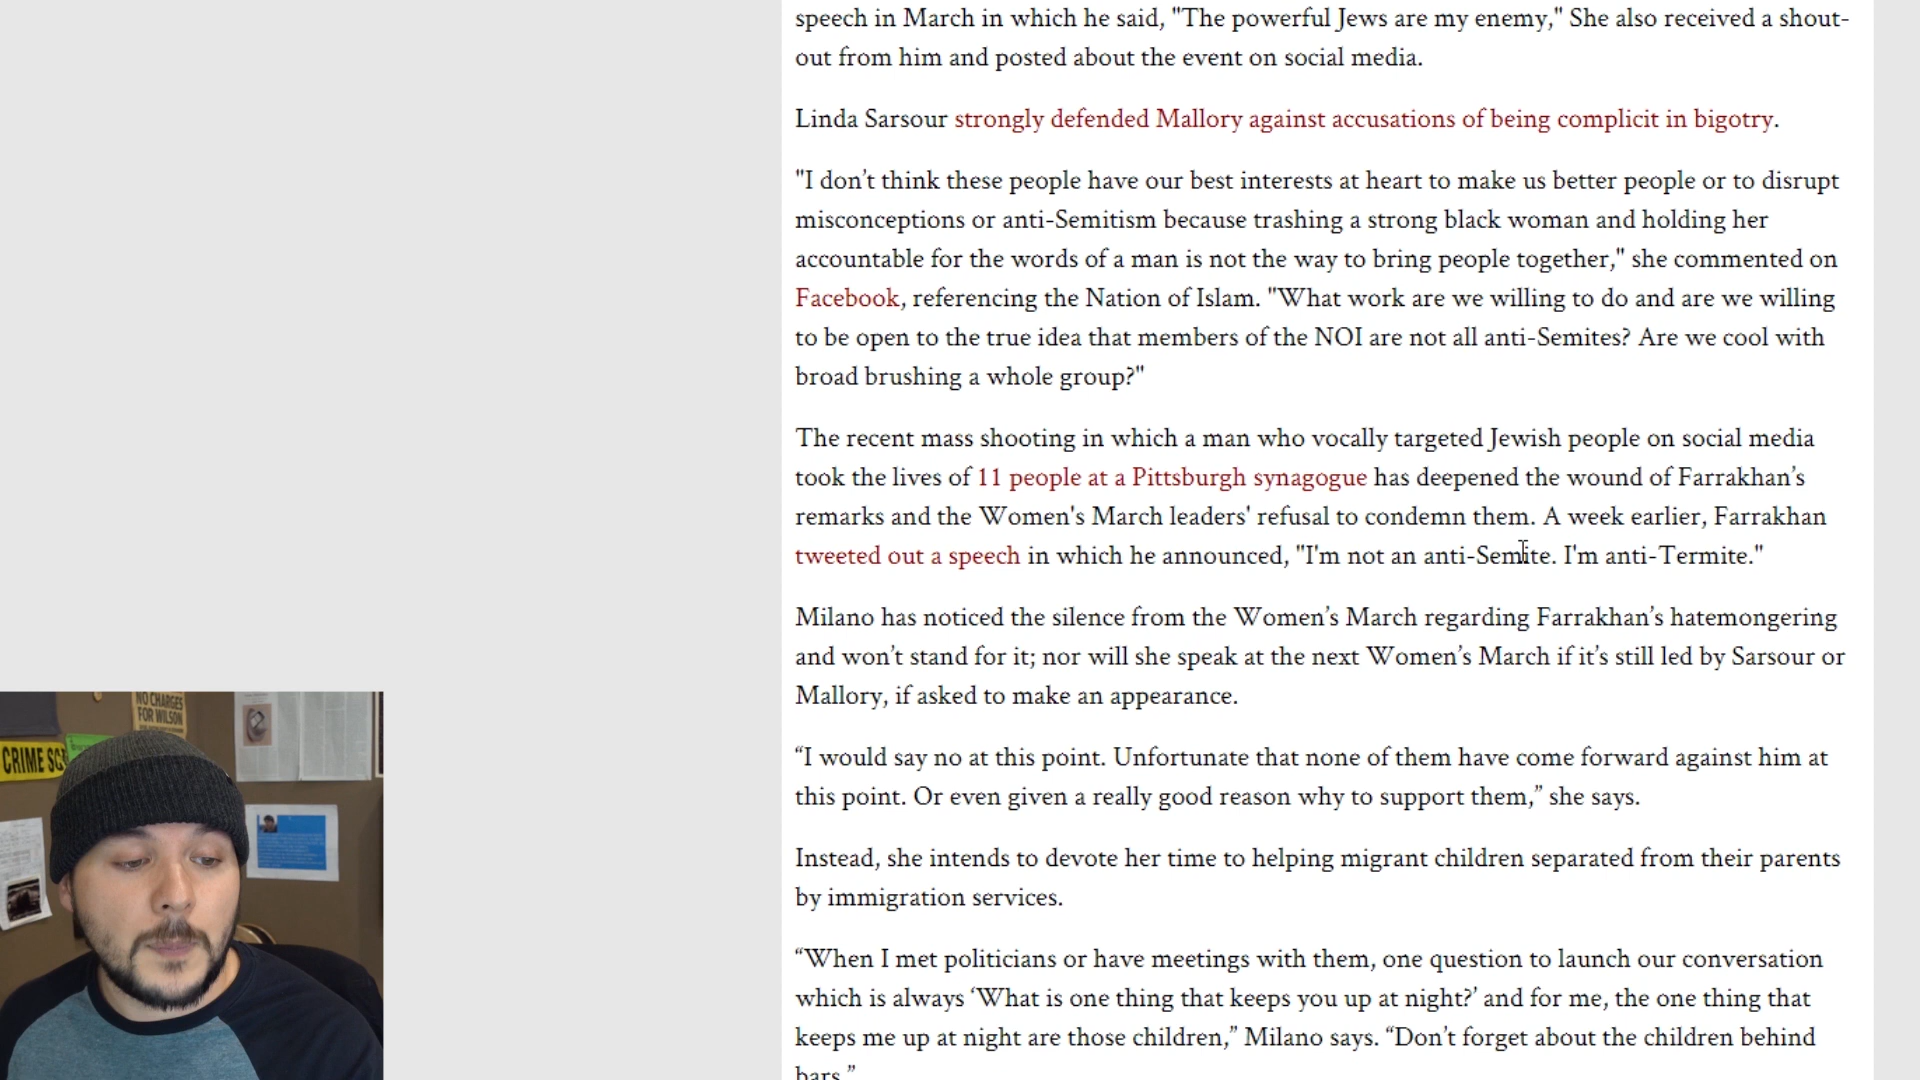 speech in March in which he said, "The powerful Jews are my enemy," She also received a shout-
out from him and posted about the event on social media.
Linda Sarsour strongly defended Mallory against accusations of being complicit in bigotry.
"I don’t think these people have our best interests at heart to make us better people or to disrupt
misconceptions or anti-Semitism because trashing a strong black woman and holding her
accountable for the words of a man is not the way to bring people together," she commented on
Facebook, referencing the Nation of Islam. "What work are we willing to do and are we willing
to be open to the true idea that members of the NOI are not all anti-Semites? Are we cool with
broad brushing a whole group?"
The recent mass shooting in which a man who vocally targeted Jewish people on social media
took the lives of 11 people at a Pittsburgh synagogue has deepened the wound of Farrakhan’s
remarks and the Women's March leaders' refusal to condemn them. A week earlier, Farrakhan
tweeted out a speech in which he announced, "I'm not an anti-Semite. I'm anti-Termite."
Milano has noticed the silence from the Women’s March regarding Farrakhan’s hatemongering
and won’t stand for it; nor will she speak at the next Women’s March if it’s still led by Sarsour or
Mallory, if asked to make an appearance.
“I would say no at this point. Unfortunate that none of them have come forward against him at
this point. Or even given a really good reason why to support them,” she says.
Instead, she intends to devote her time to helping migrant children separated from their parents
by immigration services.
“When I met politicians or have meetings with them, one question to launch our conversation
which is always ‘What is one thing that keeps you up at night?’ and for me, the one thing that
keeps me up at night are those children,” Milano says. “Don’t forget about the children behind
bars.”
NO CHARGES
FOR WILSON
CRIME SC